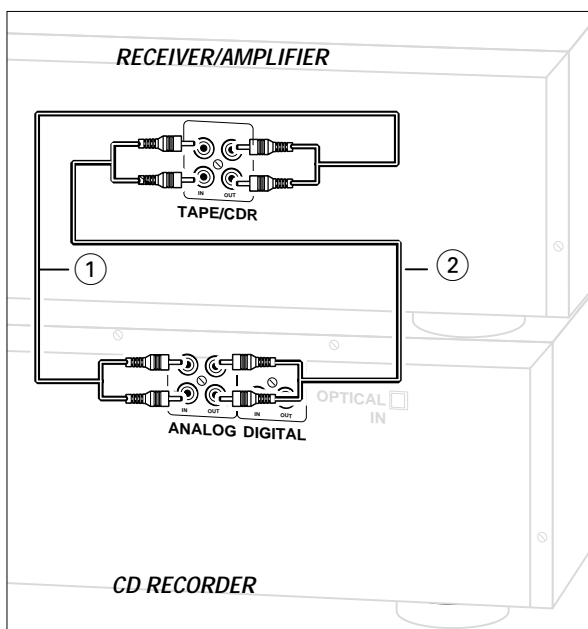 RECEIVER/AMPLIFIER
IN OUT
TAPE/CDR
1 2
IN OUT IN OUT
OPTICAL
IN
ANALOG DIGITAL
CD RECORDER